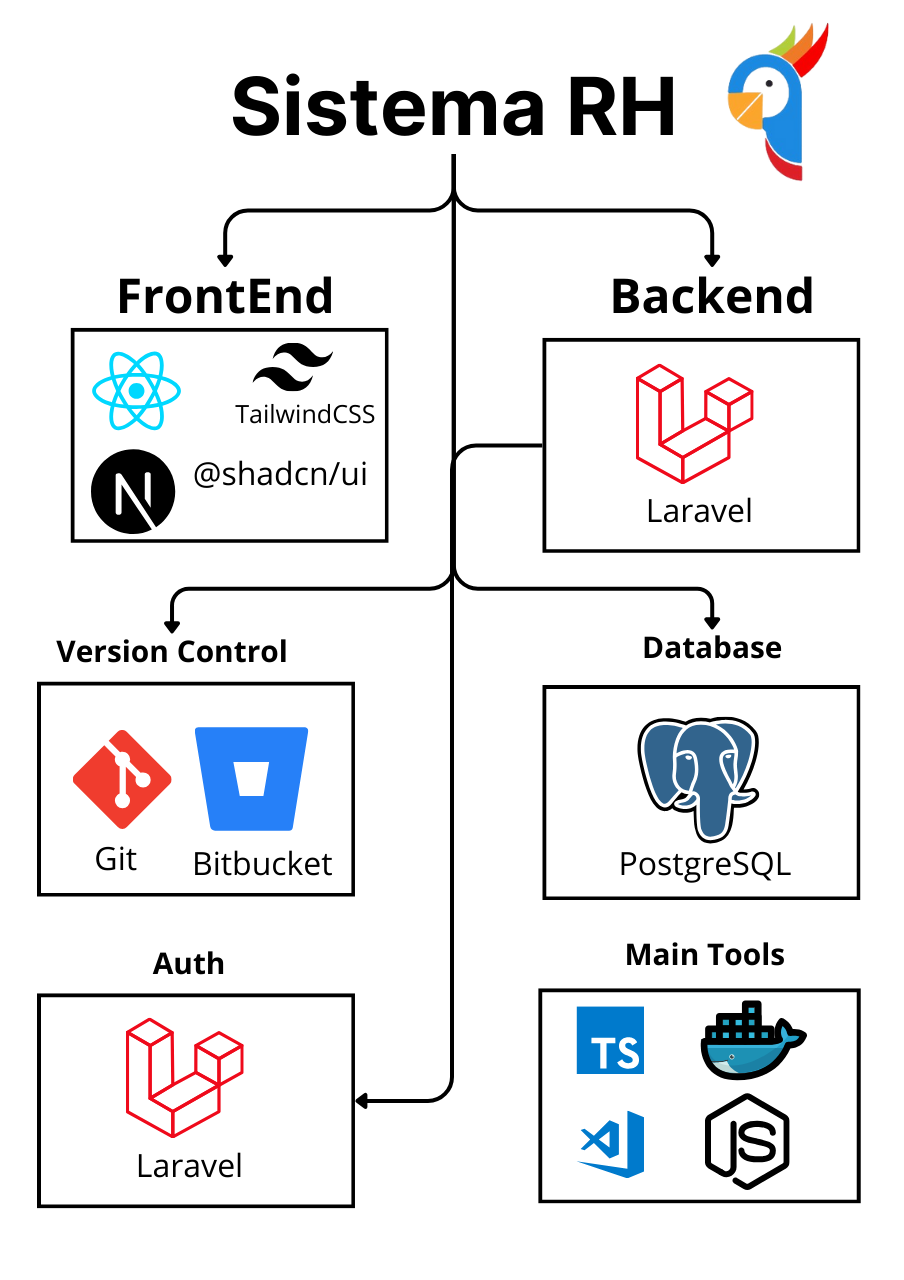 Sistema RH
FrontEnd
Backend
TailwindCSS
@shadcn/ui
N
Laravel
Version Control
Database
Git
Bitbucket
PostgreSQL
Auth
Main Tools
TS
JS
Laravel